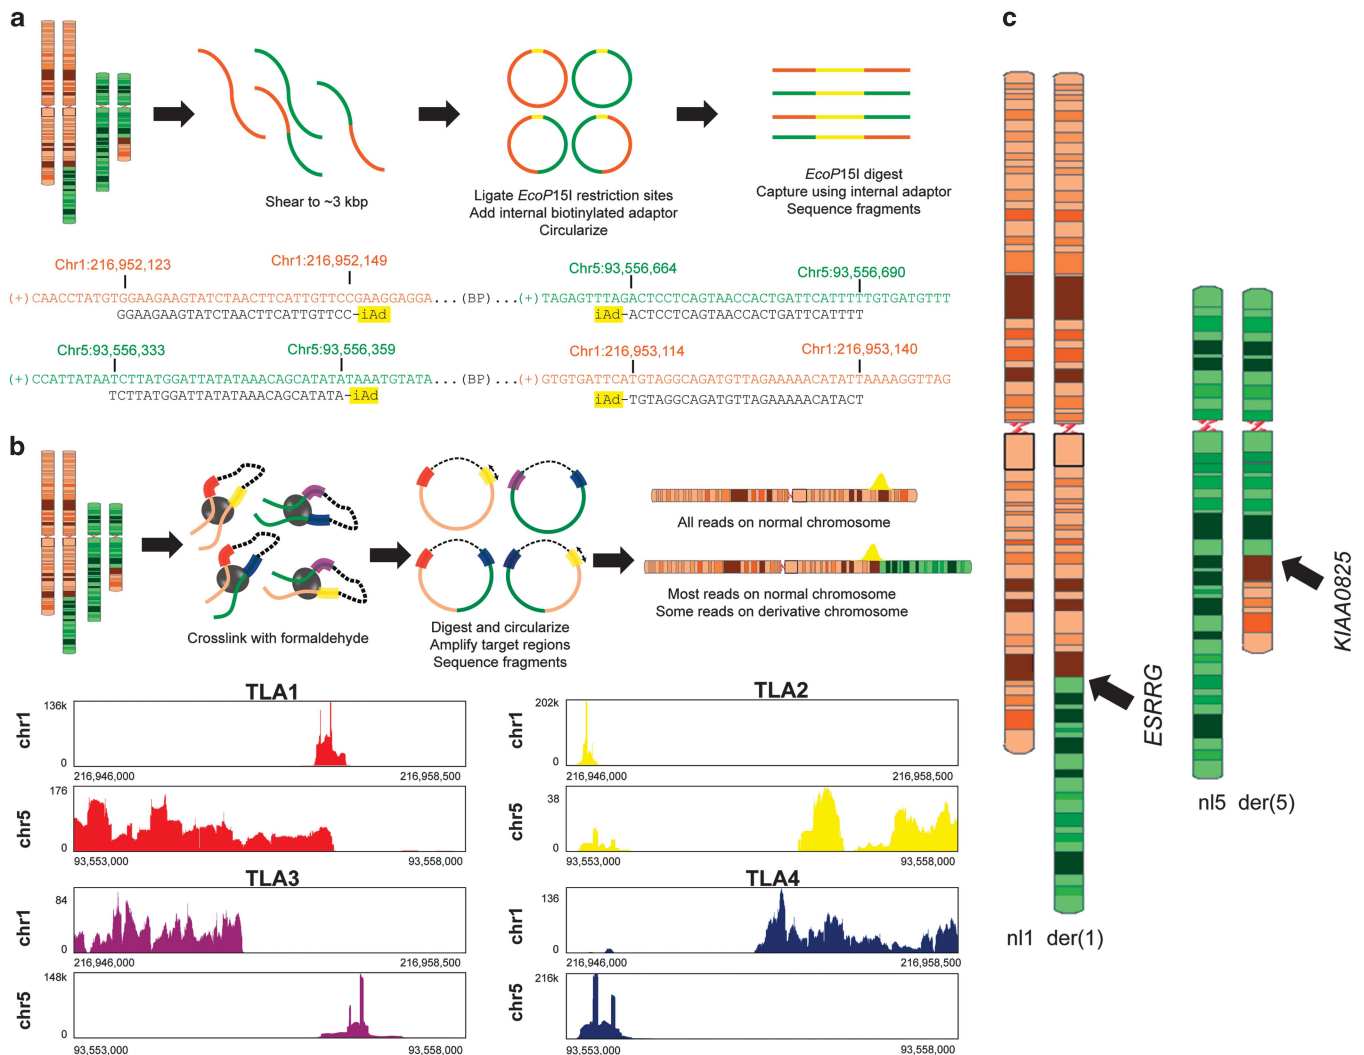 a
Shear to ~3 kbp
Ligate EcoP15I restriction sites
Add internal biotinylated adaptor
Circularize
EcoP15I digest
Capture using internal adaptor
Sequence fragments
Chr1:216,952,123
Chr1:216,952,149
Chr5:93,556,664
Chr5:93,556,690
(+) CAACCTATGTGGAAGAAGTATCTAACTTCATTGTTCCGAAGGAGGA... (BP) ... (+) TAGAGTTTAGACTCCTCAGTAACCACTGATTCATTTTTGTGATGTTT
GGAAGAAGTATCTAACTTCATTGTTCC-iAd
iAd-ACTCCTCAGTAACCACTGATTCATTTT
Chr5:93,556,333
Chr5:93,556,359
Chr1:216,953,114
Chr1:216,953,140
(+) CCATTATAATCTTATGGATTATATAAACAGCATATATAAATGTATA... (BP) ... (+) GTGTGATTCATGTAGGCAGATGTTAGAAAAACATATTAAAAGGTTAG
TCTTATGGATTATATAAACAGCATATA-iAd
iAd-TGTAGGCAGATGTTAGAAAAACATACT
b
Crosslink with formaldehyde
Digest and circularize
Amplify target regions
Sequence fragments
All reads on normal chromosome
Most reads on normal chromosome
Some reads on derivative chromosome
TLA1
chr1
136k
0
216,946,000
216,958,500
chr5
176
0
93,553,000
93,558,000
TLA2
chr1
202k
0
216,946,000
216,958,500
chr5
38
0
93,553,000
93,558,000
TLA3
chr1
84
0
216,946,000
216,958,500
chr5
148k
0
93,553,000
93,558,000
TLA4
chr1
136
0
216,946,000
216,958,500
chr5
216k
0
93,553,000
93,558,000
c
ESRRG
KIAA0825
nl1 der(1)
nl5 der(5)